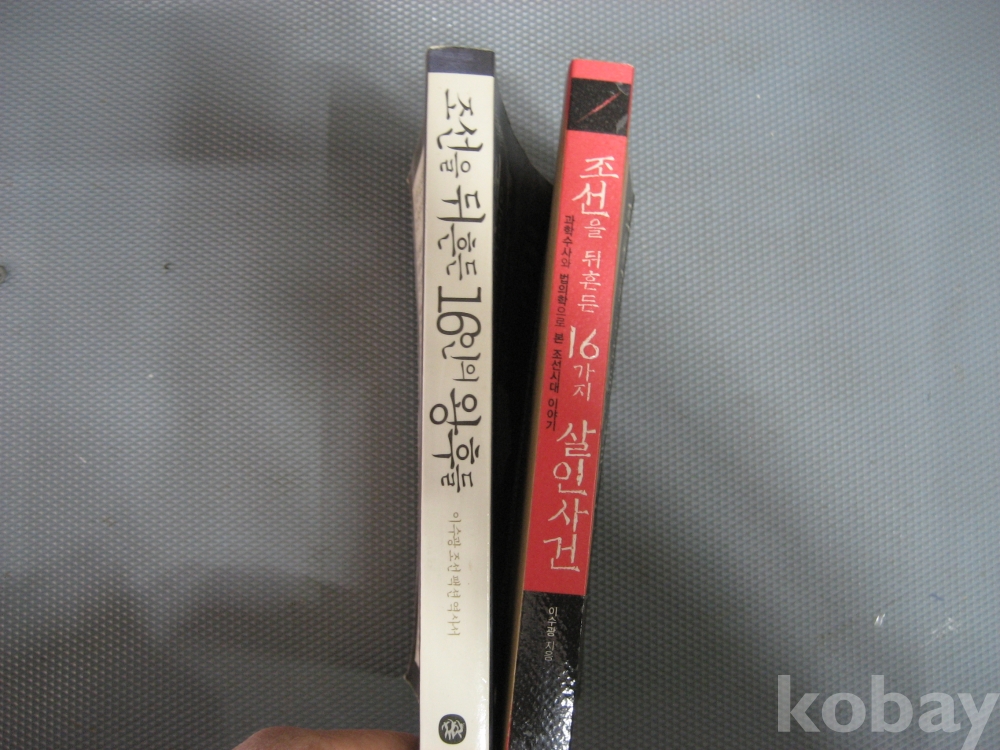 조선을 뒤흔든 16인의 왕후들
이수광 조선 팩션 역사서
조선을 뒤흔든 16가지 살인사건
과학수사와 법의학으로 본 조선시대 이야기
이수광 지음
kobay